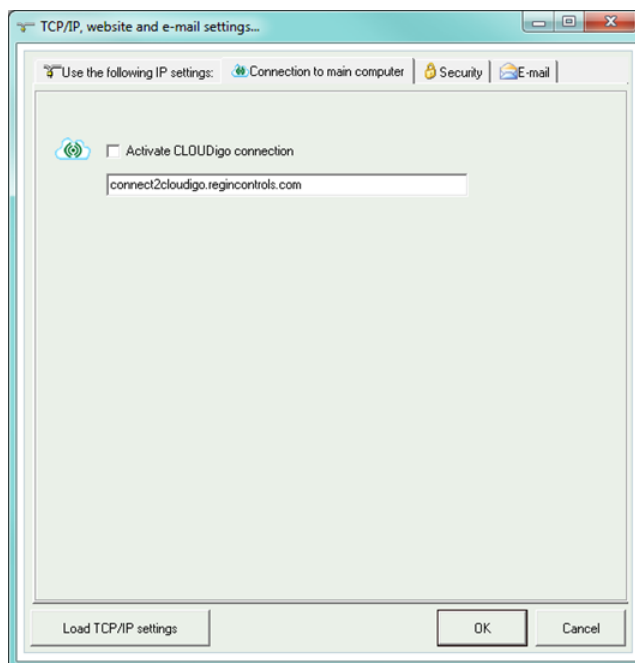 TCP/IP, website and e-mail settings...
Use the following IP settings: Connection to main computer Security E-mail
Activate CLOUDigo connection
connect2cloudigo.regincontrols.com
Load TCP/IP settings OK Cancel